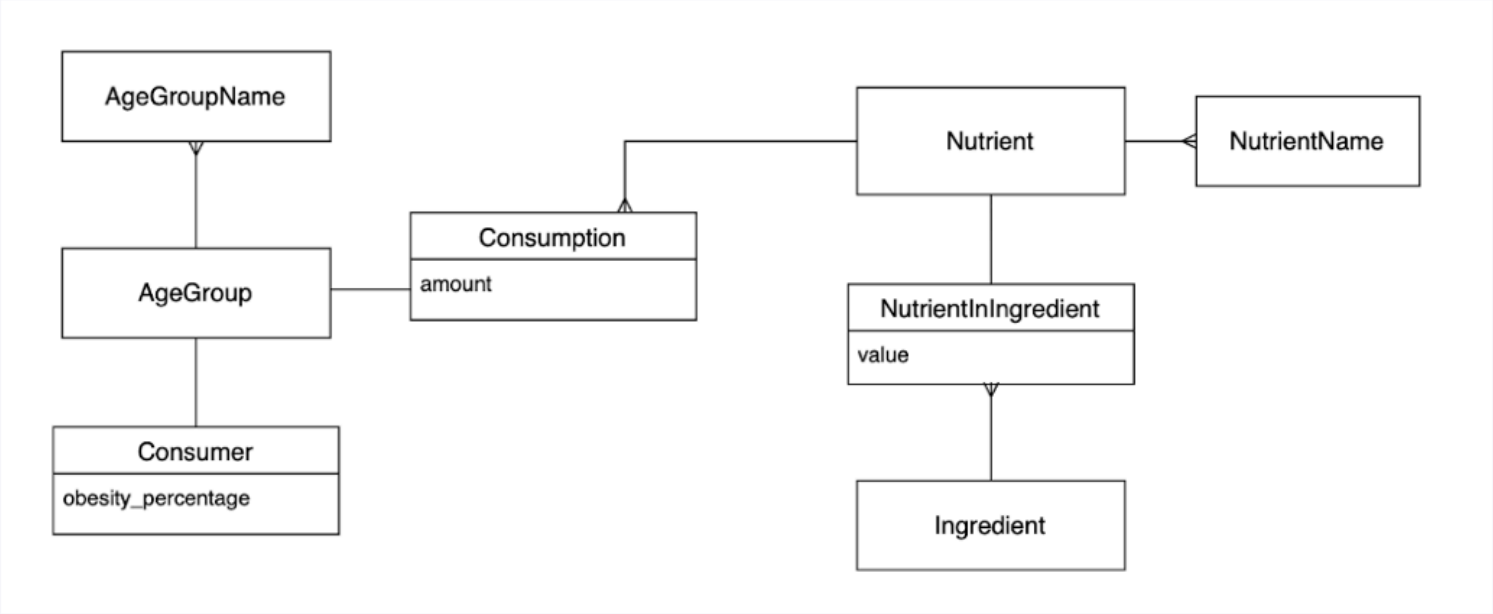 AgeGroupName
Nutrient
NutrientName
Consumption
amount
AgeGroup
NutrientInIngredient
value
Consumer
obesity_percentage
Ingredient